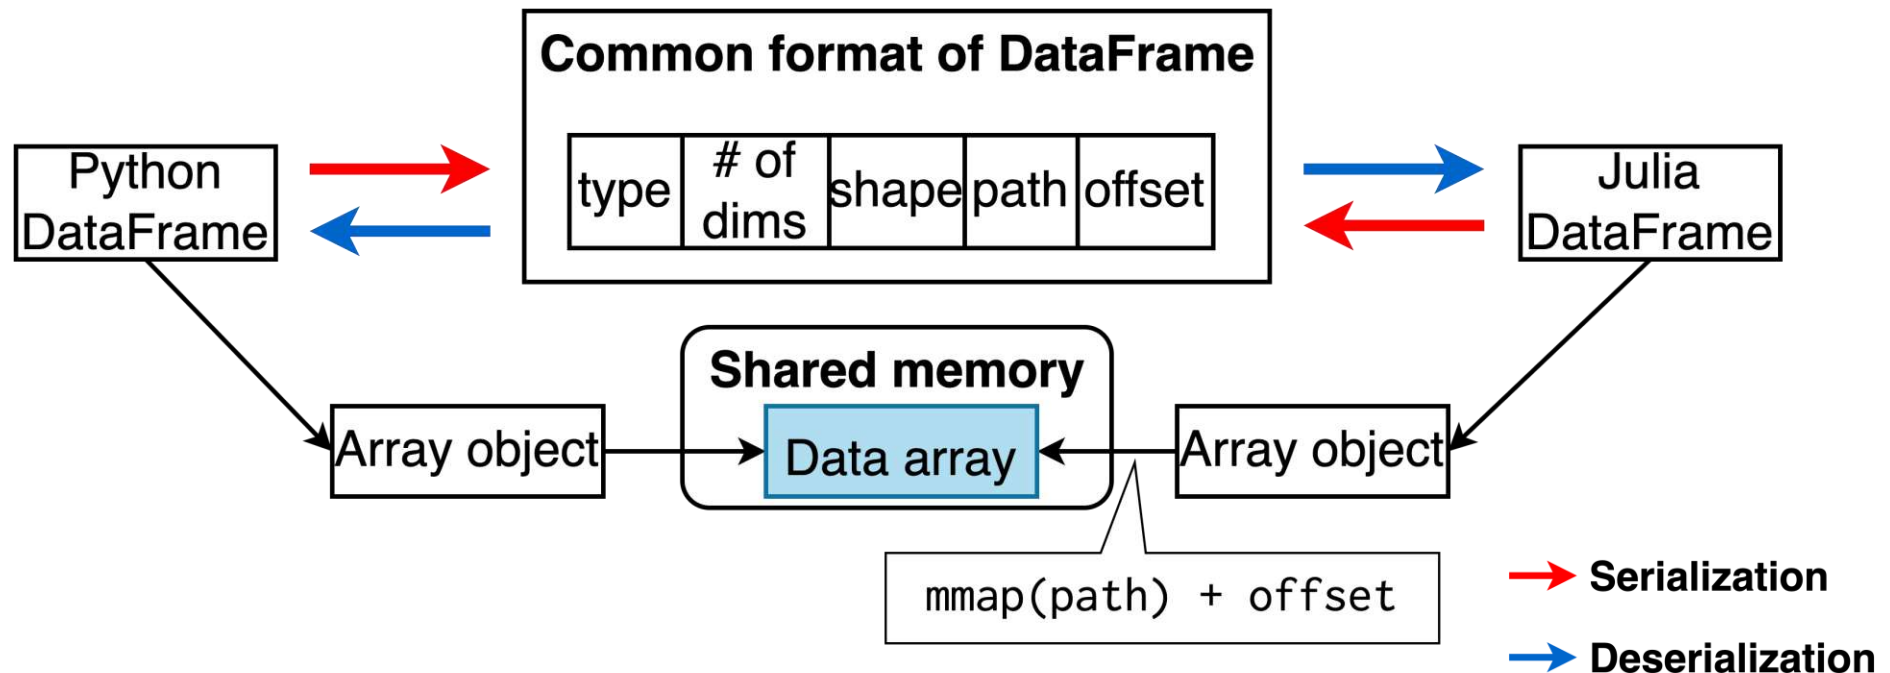 Common format of DataFrame
Python
DataFrame
type
# of
dims
shape
path
offset
Julia
DataFrame
Shared memory
Array object
Data array
Array object
mmap(path) + offset
Serialization
Deserialization